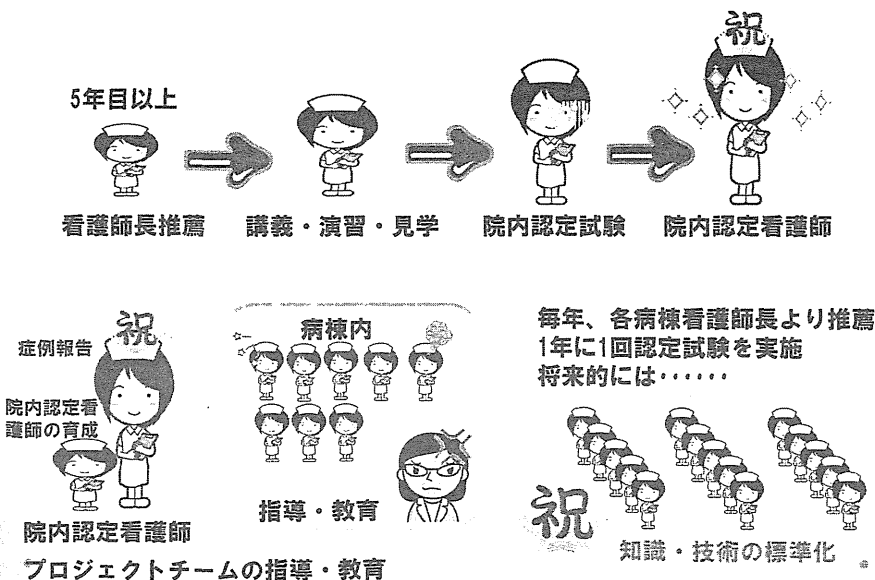 祝
5年目以上
看護師長推薦
講義・演習・見学
院内認定試験
院内認定看護師
祝
症例報告
院内認定看
護師の育成
院内認定看護師
プロジェクトチームの指導・教育
病棟内
指導・教育
毎年、各病棟看護師長より推薦
1年に1回認定試験を実施
将来的には‥‥‥
祝
知識・技術の標準化